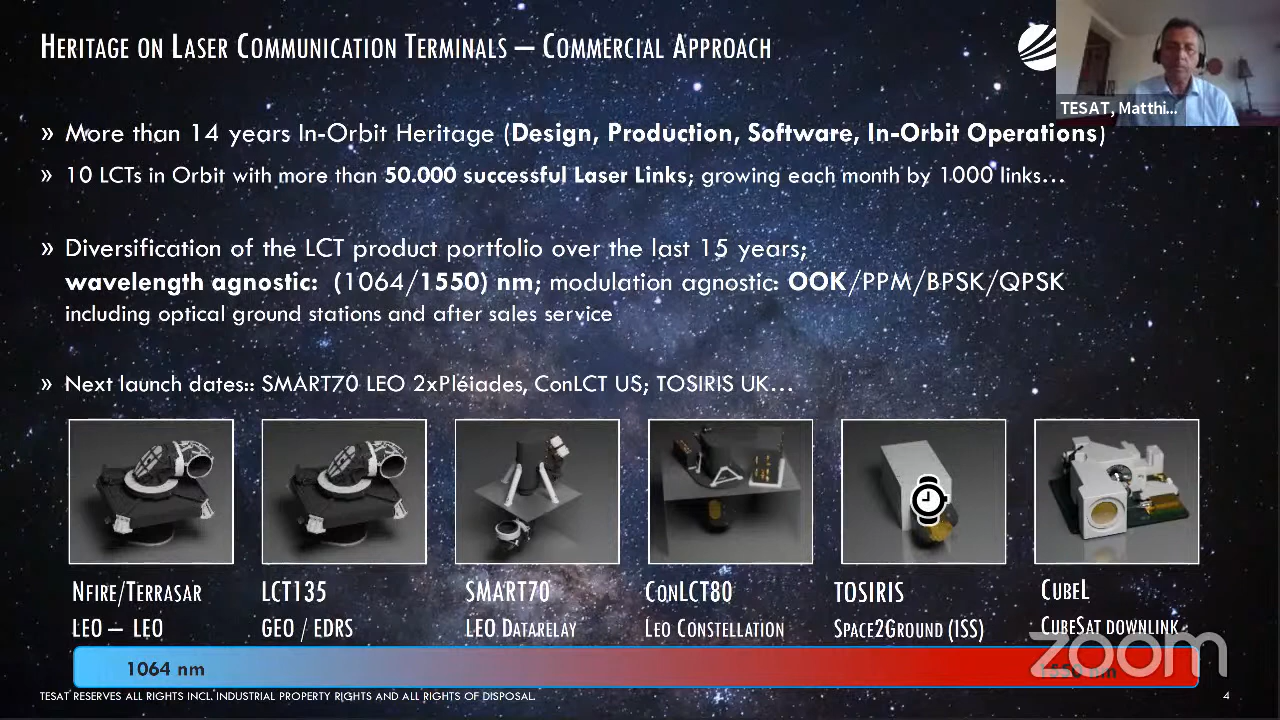 HERITAGE ON LASER COMMUNICATION TERMINALS – COMMERCIAL APPROACH
TESAT, Matthi...
» More than 14 years In-Orbit Heritage (Design, Production, Software, In-Orbit Operations)
» 10 LCTs in Orbit with more than 50.000 successful Laser Links; growing each month by 1000 links…
» Diversification of the LCT product portfolio over the last 15 years;
wavelength agnostic: (1064/1550) nm; modulation agnostic: OOK/PPM/BPSK/QPSK
including optical ground stations and after sales service
» Next launch dates:: SMART70 LEO 2xPléiades, ConLCT US; TOSIRIS UK…
NFIRE/TERRASAR
LEO – LEO
LCT135
GEO / EDRS
SMART70
LEO DATARELAY
CONLCT80
LEO CONSTELLATION
TOSIRIS
SPACE2GROUND (ISS)
CUBEL
CUBESAT DOWNLINK
1064 nm
1550 nm
zoom
TESAT RESERVES ALL RIGHTS INCL. INDUSTRIAL PROPERTY RIGHTS AND ALL RIGHTS OF DISPOSAL.
4